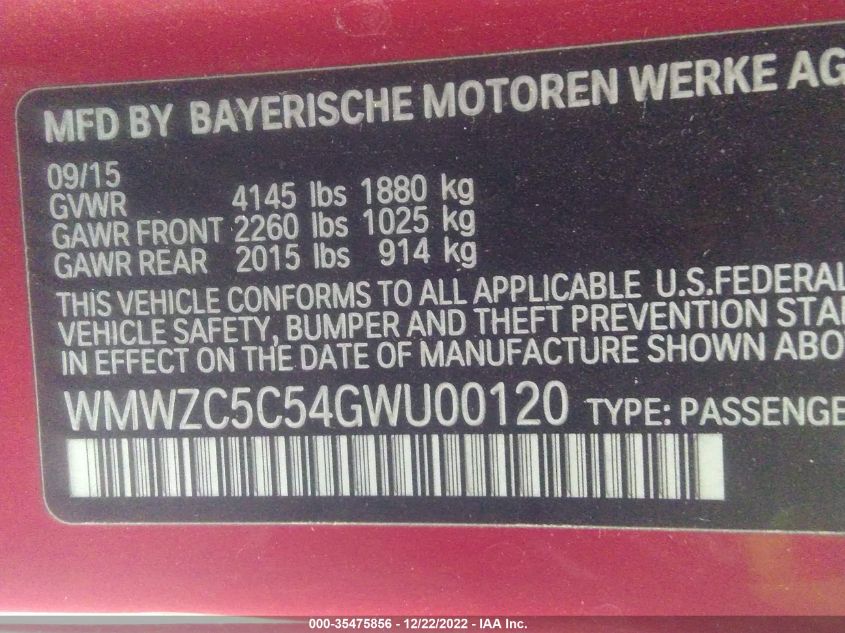 MFD BY BAYERISCHE MOTOREN WERKE AG
09/15
GVWR 4145 lbs 1880 kg
GAWR FRONT 2260 lbs 1025 kg
GAWR REAR 2015 lbs 914 kg
THIS VEHICLE CONFORMS TO ALL APPLICABLE U.S.FEDERAL
VEHICLE SAFETY, BUMPER AND THEFT PREVENTION STA
IN EFFECT ON THE DATE OF MANUFACTURE SHOWN ABO
WMWZC5C54GWU00120 TYPE: PASSENGE
000-35475856 - 12/22/2022 - IAA Inc.